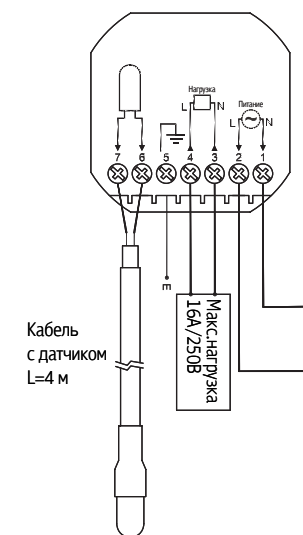 Нагрузка
L N
Питание
L N
7 6 5 4 3 2 1
m
Макс.нагрузка
16А/250В
Кабель
с датчиком
L=4 м